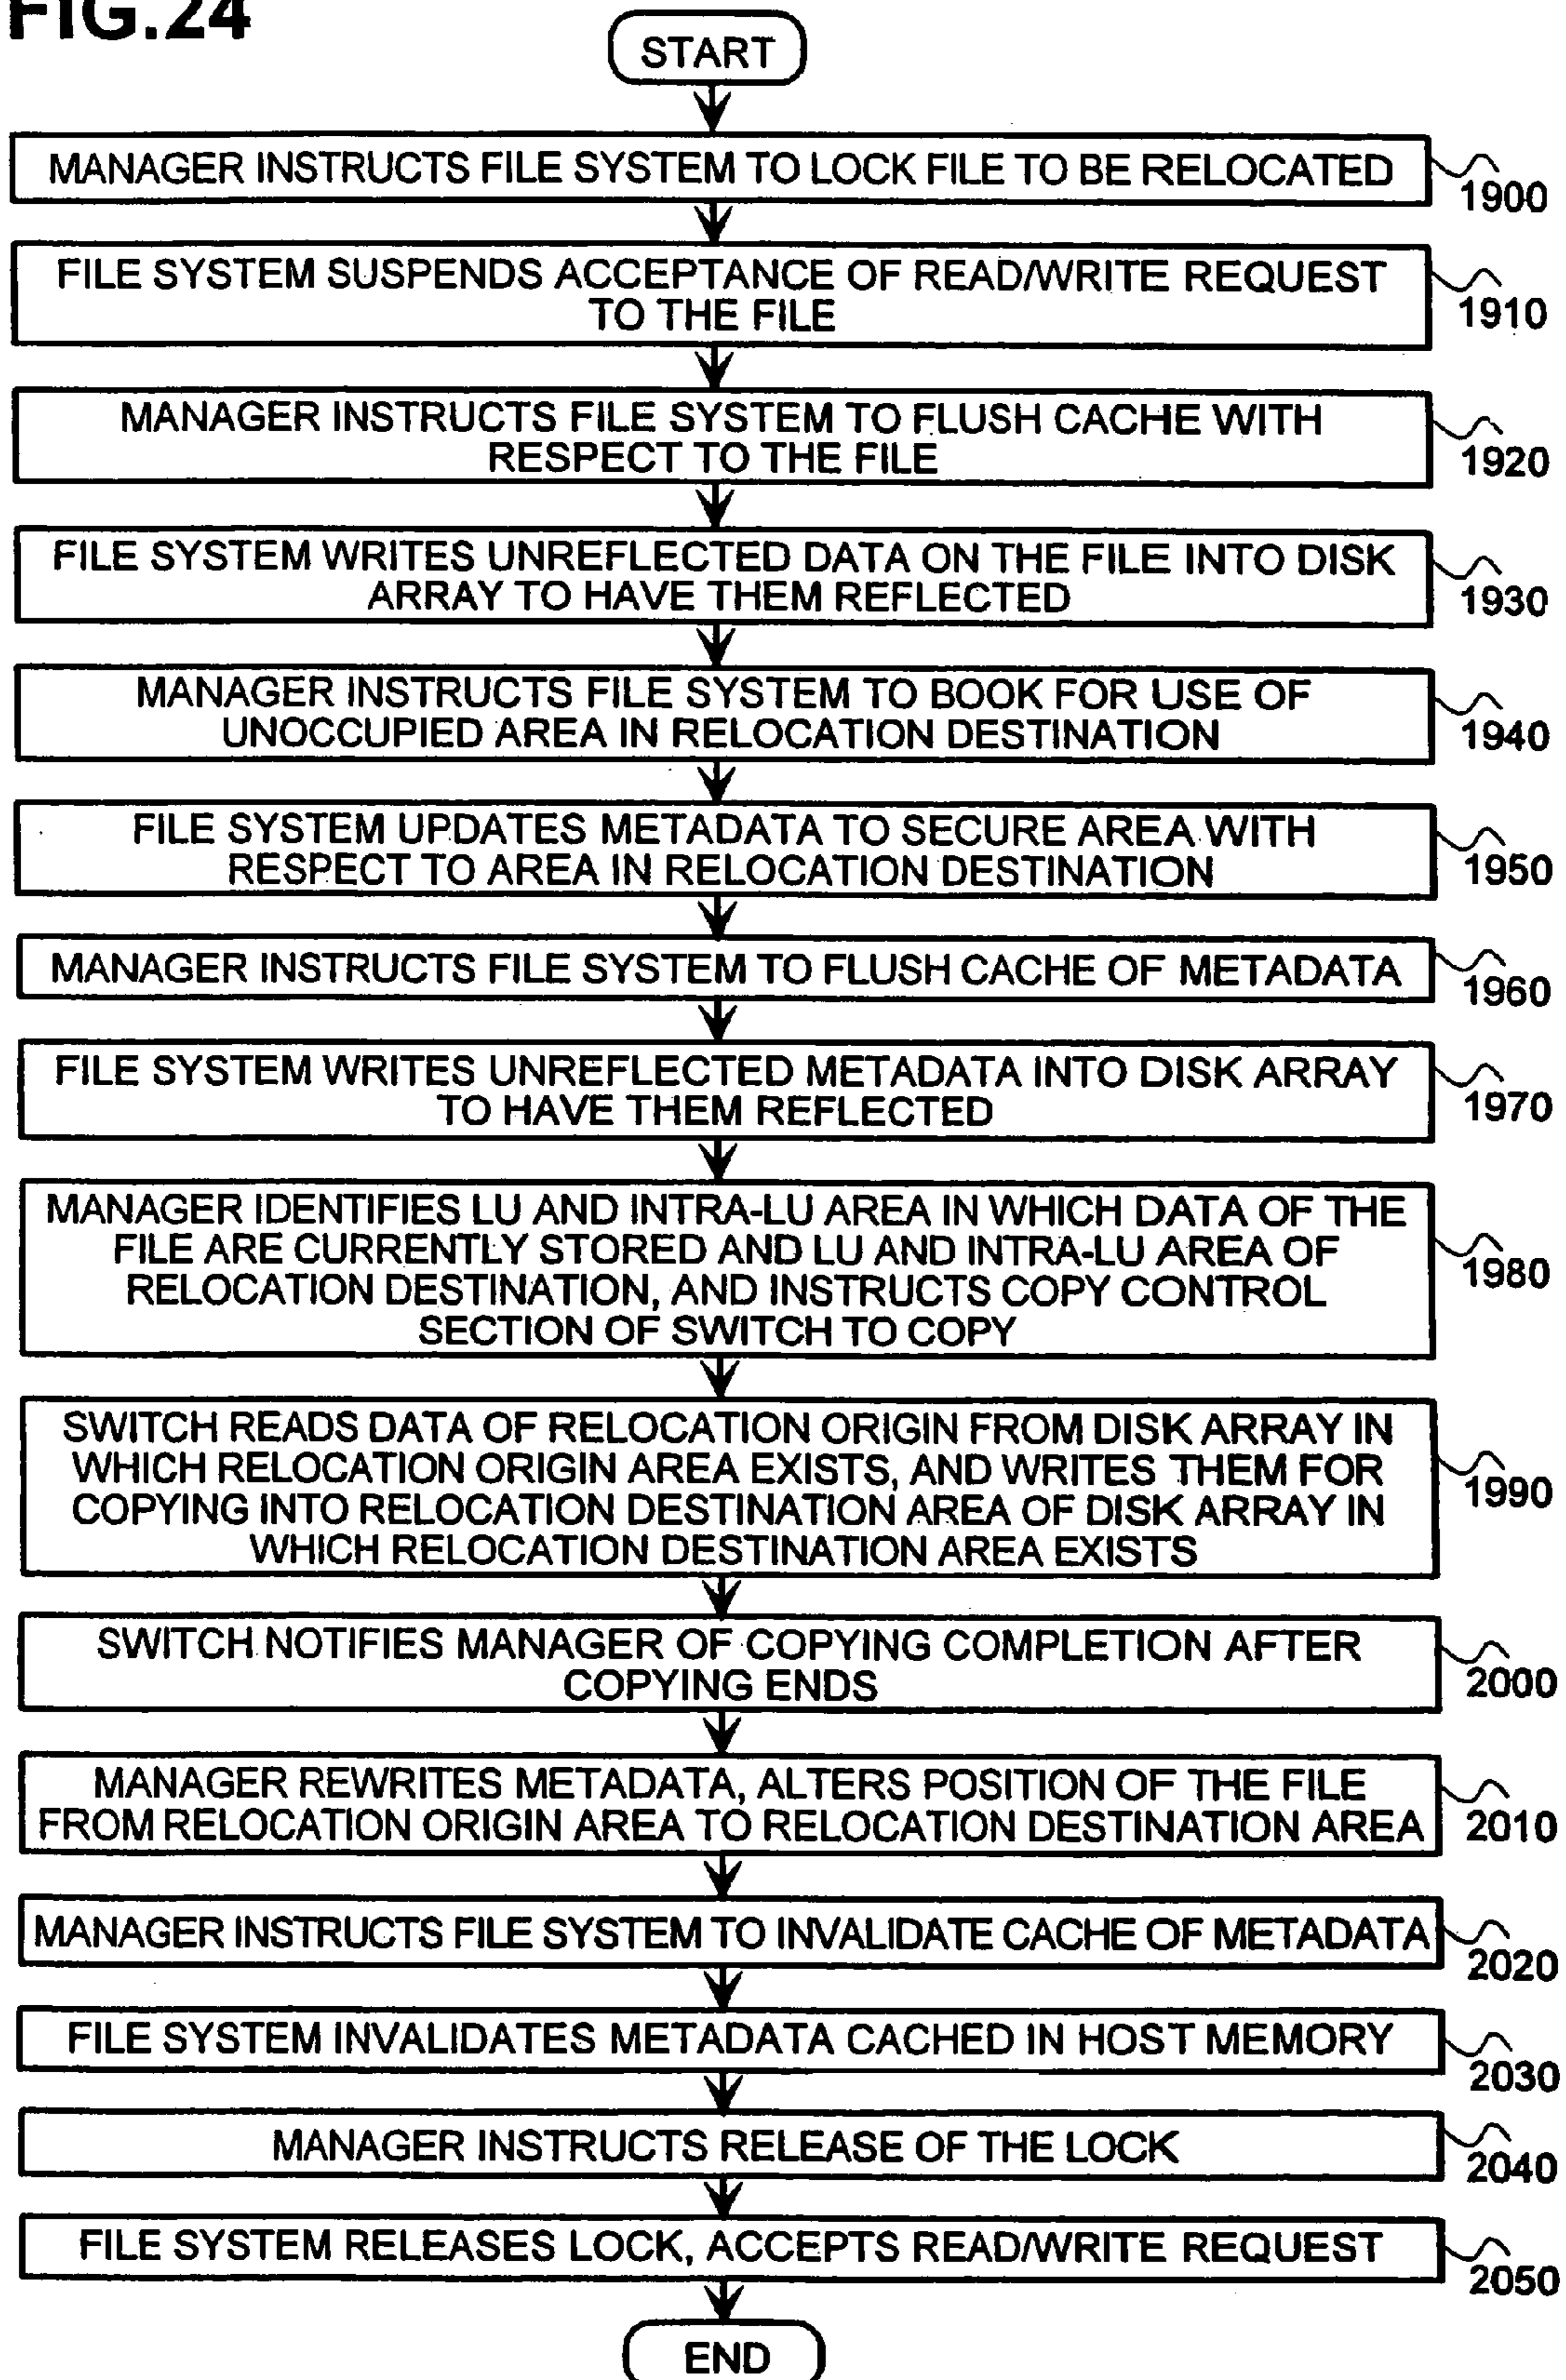 FIG.24
START
MANAGER INSTRUCTS FILE SYSTEM TO LOCK FILE TO BE RELOCATED
1900
FILE SYSTEM SUSPENDS ACCEPTANCE OF READ/WRITE REQUEST
TO THE FILE
1910
MANAGER INSTRUCTS FILE SYSTEM TO FLUSH CACHE WITH
RESPECT TO THE FILE
1920
FILE SYSTEM WRITES UNREFLECTED DATA ON THE FILE INTO DISK
ARRAY TO HAVE THEM REFLECTED
1930
MANAGER INSTRUCTS FILE SYSTEM TO BOOK FOR USE OF
UNOCCUPIED AREA IN RELOCATION DESTINATION
1940
FILE SYSTEM UPDATES METADATA TO SECURE AREA WITH
RESPECT TO AREA IN RELOCATION DESTINATION
1950
MANAGER INSTRUCTS FILE SYSTEM TO FLUSH CACHE OF METADATA
1960
FILE SYSTEM WRITES UNREFLECTED METADATA INTO DISK ARRAY
TO HAVE THEM REFLECTED
1970
MANAGER IDENTIFIES LU AND INTRA-LU AREA IN WHICH DATA OF THE
FILE ARE CURRENTLY STORED AND LU AND INTRA-LU AREA OF
RELOCATION DESTINATION, AND INSTRUCTS COPY CONTROL
SECTION OF SWITCH TO COPY
1980
SWITCH READS DATA OF RELOCATION ORIGIN FROM DISK ARRAY IN
WHICH RELOCATION ORIGIN AREA EXISTS, AND WRITES THEM FOR
COPYING INTO RELOCATION DESTINATION AREA OF DISK ARRAY IN
WHICH RELOCATION DESTINATION AREA EXISTS
1990
SWITCH NOTIFIES MANAGER OF COPYING COMPLETION AFTER
COPYING ENDS
2000
MANAGER REWRITES METADATA, ALTERS POSITION OF THE FILE
FROM RELOCATION ORIGIN AREA TO RELOCATION DESTINATION AREA
2010
MANAGER INSTRUCTS FILE SYSTEM TO INVALIDATE CACHE OF METADATA
2020
FILE SYSTEM INVALIDATES METADATA CACHED IN HOST MEMORY
2030
MANAGER INSTRUCTS RELEASE OF THE LOCK
2040
FILE SYSTEM RELEASES LOCK, ACCEPTS READ/WRITE REQUEST
2050
END